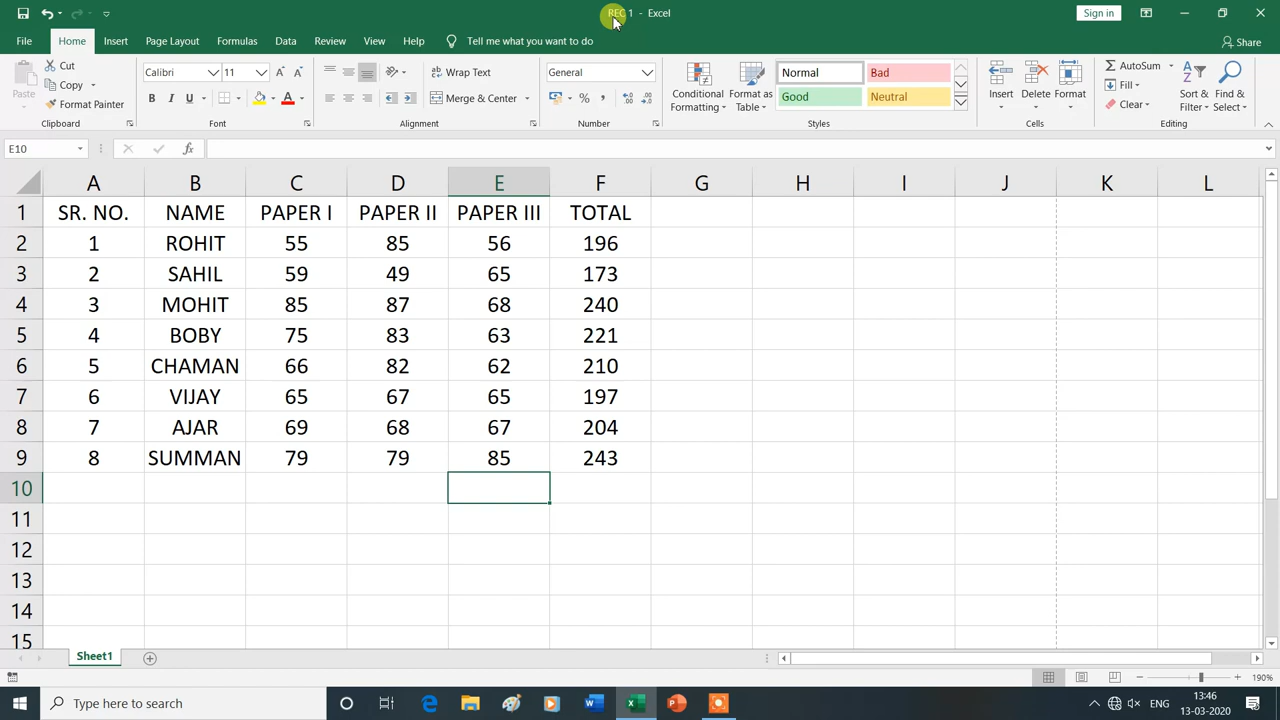 REC 1 - Excel
Sign in
File Home Insert Page Layout Formulas Data Review View Help Tell me what you want to do
Share
Paste
Cut
Copy
Format Painter
Clipboard
Calibri 11
B I U A
Font
Wrap Text
Merge & Center
Alignment
General
%
Number
Conditional Formatting
Format as Table
Normal Bad
Good Neutral
Styles
Insert Delete Format
Cells
AutoSum
Fill
Clear
Sort & Filter
Find & Select
Editing
E10 fx
A B C D E F G H I J K L
1 SR. NO. NAME PAPER I PAPER II PAPER III TOTAL
2 1 ROHIT 55 85 56 196
3 2 SAHIL 59 49 65 173
4 3 MOHIT 85 87 68 240
5 4 BOBY 75 83 63 221
6 5 CHAMAN 66 82 62 210
7 6 VIJAY 65 67 65 197
8 7 AJAR 69 68 67 204
9 8 SUMMAN 79 79 85 243
10
11
12
13
14
15
Sheet1
190%
Type here to search
ENG
13:46
13-03-2020